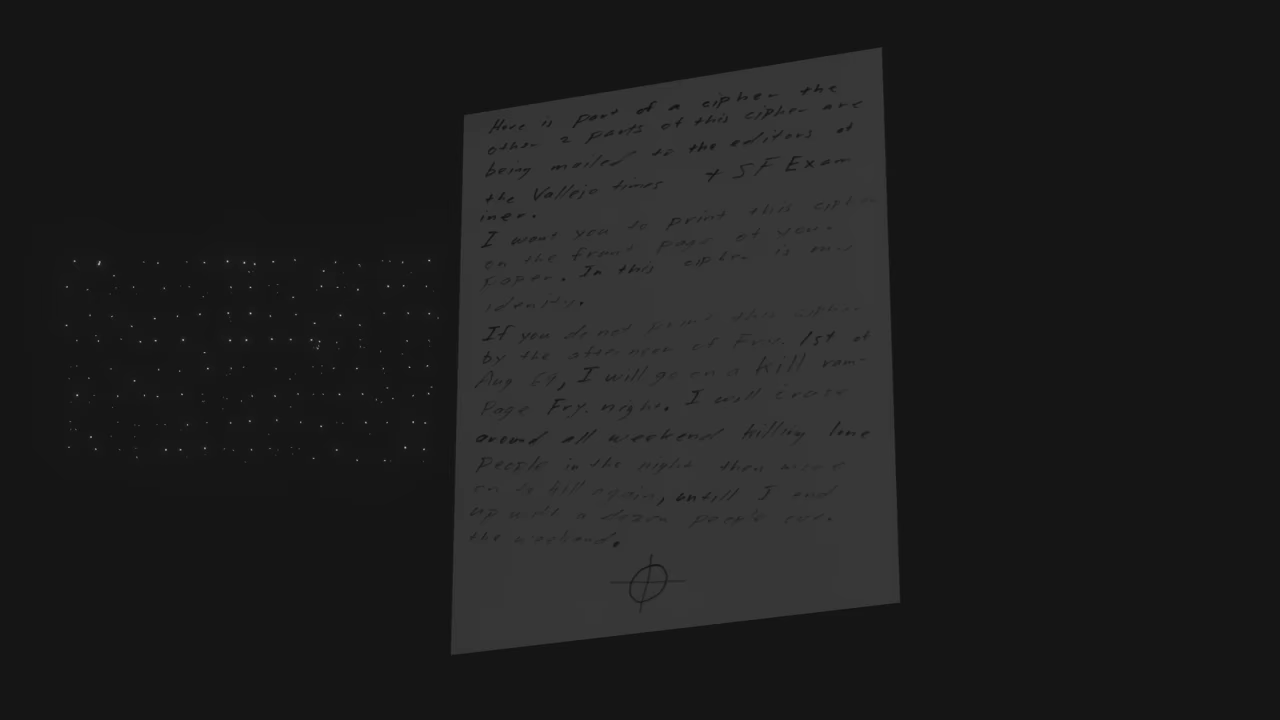 Here is part of a cipher the
other 2 parts of this cipher are
being mailed to the editors of
the Vallejo times + SF Exam
iner.
I want you to print this cipher
on the front page of your
paper. In this cipher is my
identity.
If you do not print this cipher
by the afternoon of Fry. 1st of
Aug 69, I will go on a kill ram-
Page Fry. night. I will cruse
around all weekend killing lone
people in the night then move
on to kill again, untill I end
up with a dozen people over
the weekend.